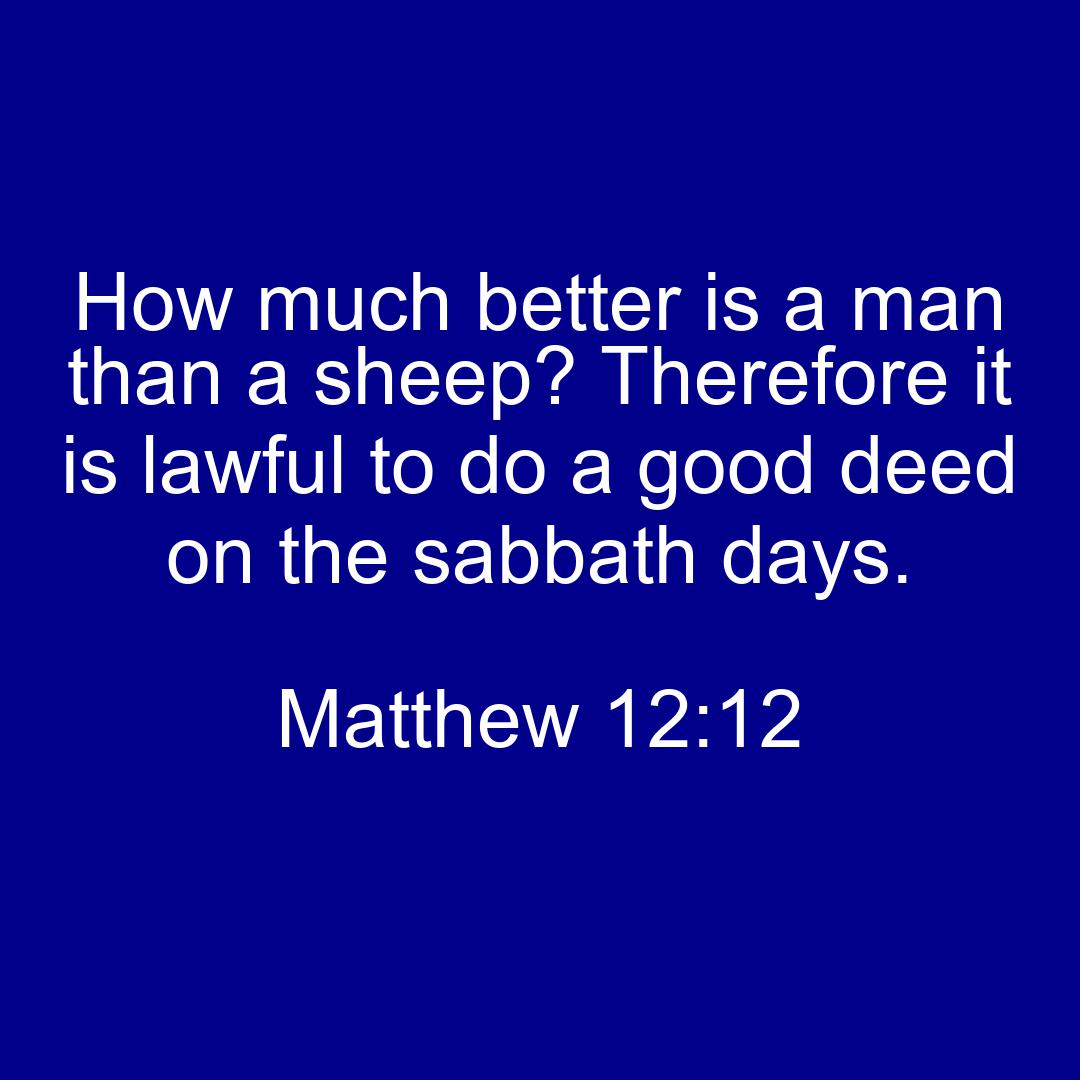 How much better is a man
than a sheep? Therefore it
is lawful to do a good deed
on the sabbath days.
Matthew 12:12